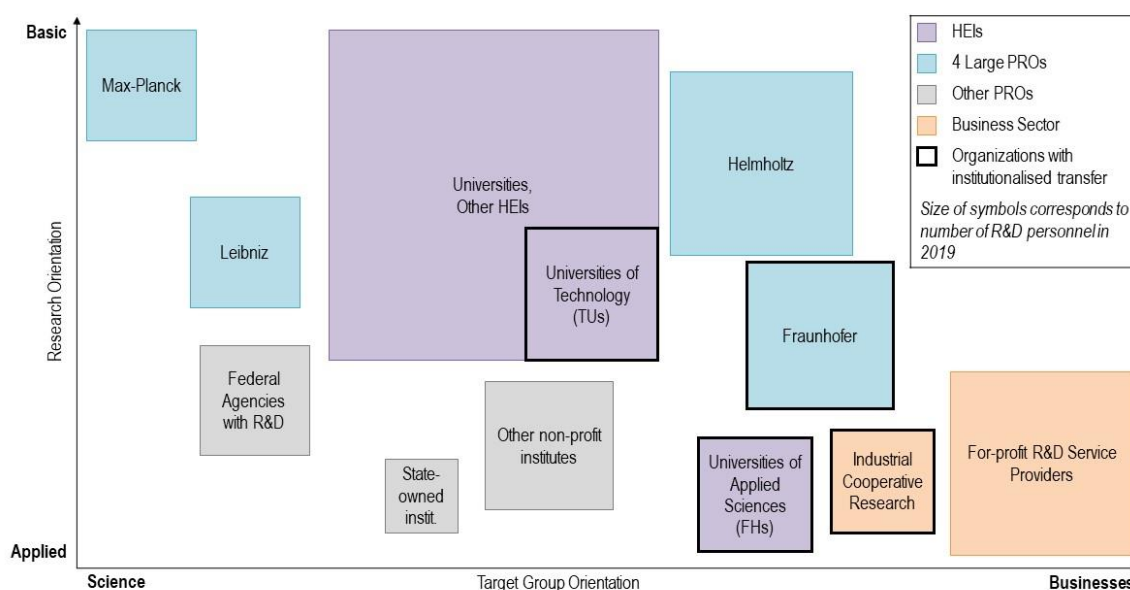 Basic
Max-Planck
Universities,
Other HEIs
Helmholtz
HEIs
4 Large PROs
Other PROs
Business Sector
Organizations with
institutionalised transfer
Size of symbols corresponds to
number of R&D personnel in
2019
Research Orientation
Leibniz
Universities of
Technology
(TUs)
Fraunhofer
Federal
Agencies
with R&D
Other non-profit
institutes
State-
owned
instit.
Universities of
Applied
Sciences
(FHs)
Industrial
Cooperative
Research
For-profit R&D Service
Providers
Applied
Science
Target Group Orientation
Businesses